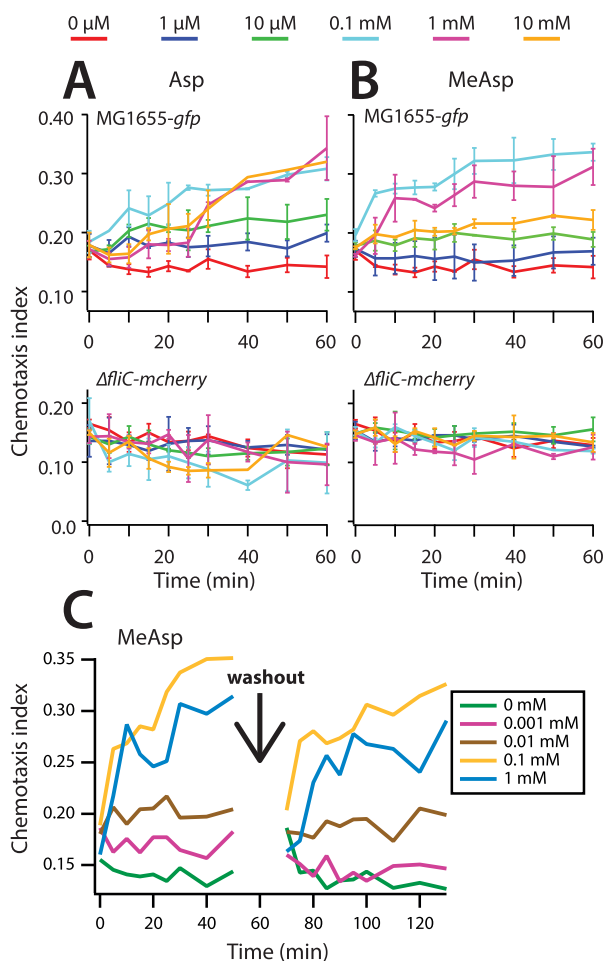 0 µM 1 µM 10 µM 0.1 mM 1 mM 10 mM
A Asp B MeAsp
MG1655-gfp MG1655-gfp
Chemotaxis index
0.40
0.30
0.20
0.10
0 20 40 60 0 20 40 60
ΔfliC-mcherry ΔfliC-mcherry
0.20
0.10
0.0
0 20 40 60 0 20 40 60
Time (min) Time (min)
C
MeAsp
Chemotaxis index
0.35
0.30
0.25
0.20
0.15
washout
0 mM
0.001 mM
0.01 mM
0.1 mM
1 mM
0 20 40 60 80 100 120
Time (min)